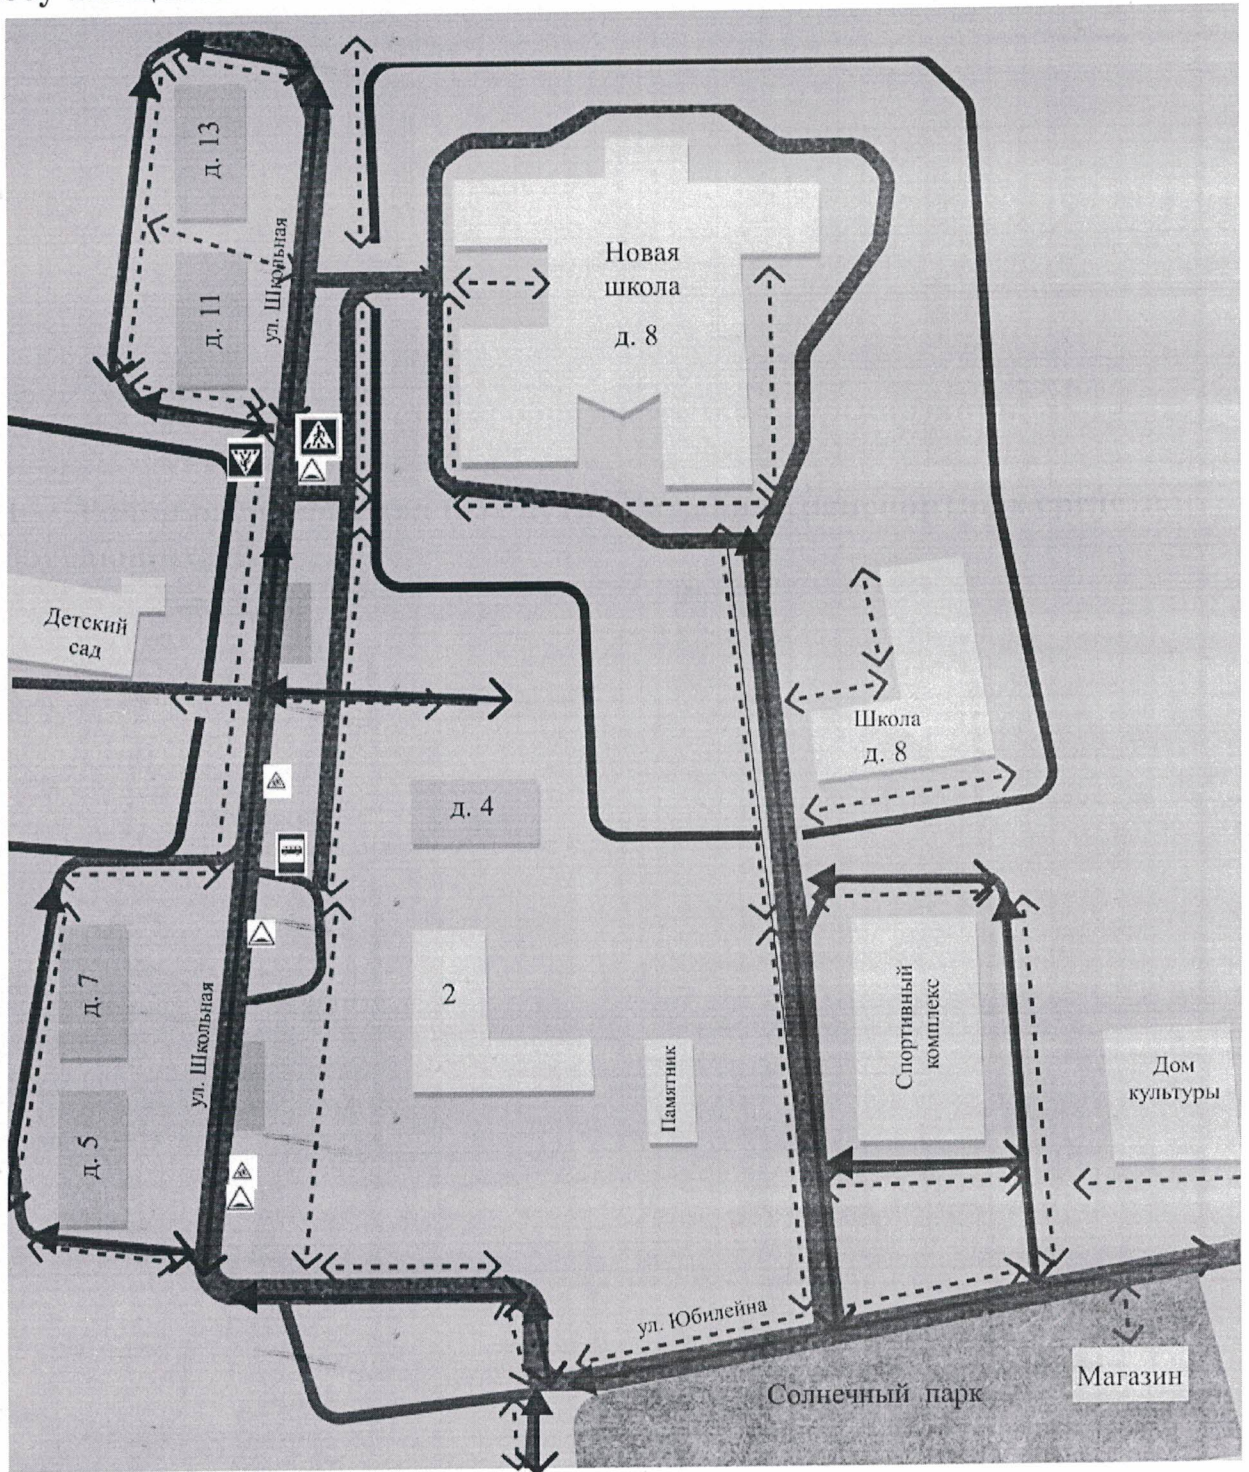 д. 13
ул. Школьная
д. 11
Новая
школа
д. 8
Детский
сад
Школа
д. 8
д. 4
д. 7
2
ул. Школьная
Спортивный
комплекс
Памятник
Дом
культуры
д. 5
ул. Юбилейна
Магазин
Солнечный парк